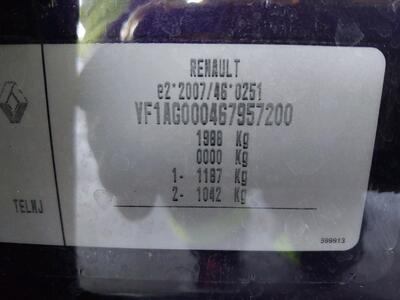 RENAULT
e2*2007/46*0251
VF1AG000467957200
1988 Kg
0000 Kg
1- 1187 Kg
2- 1042 Kg
TELNJ
599913